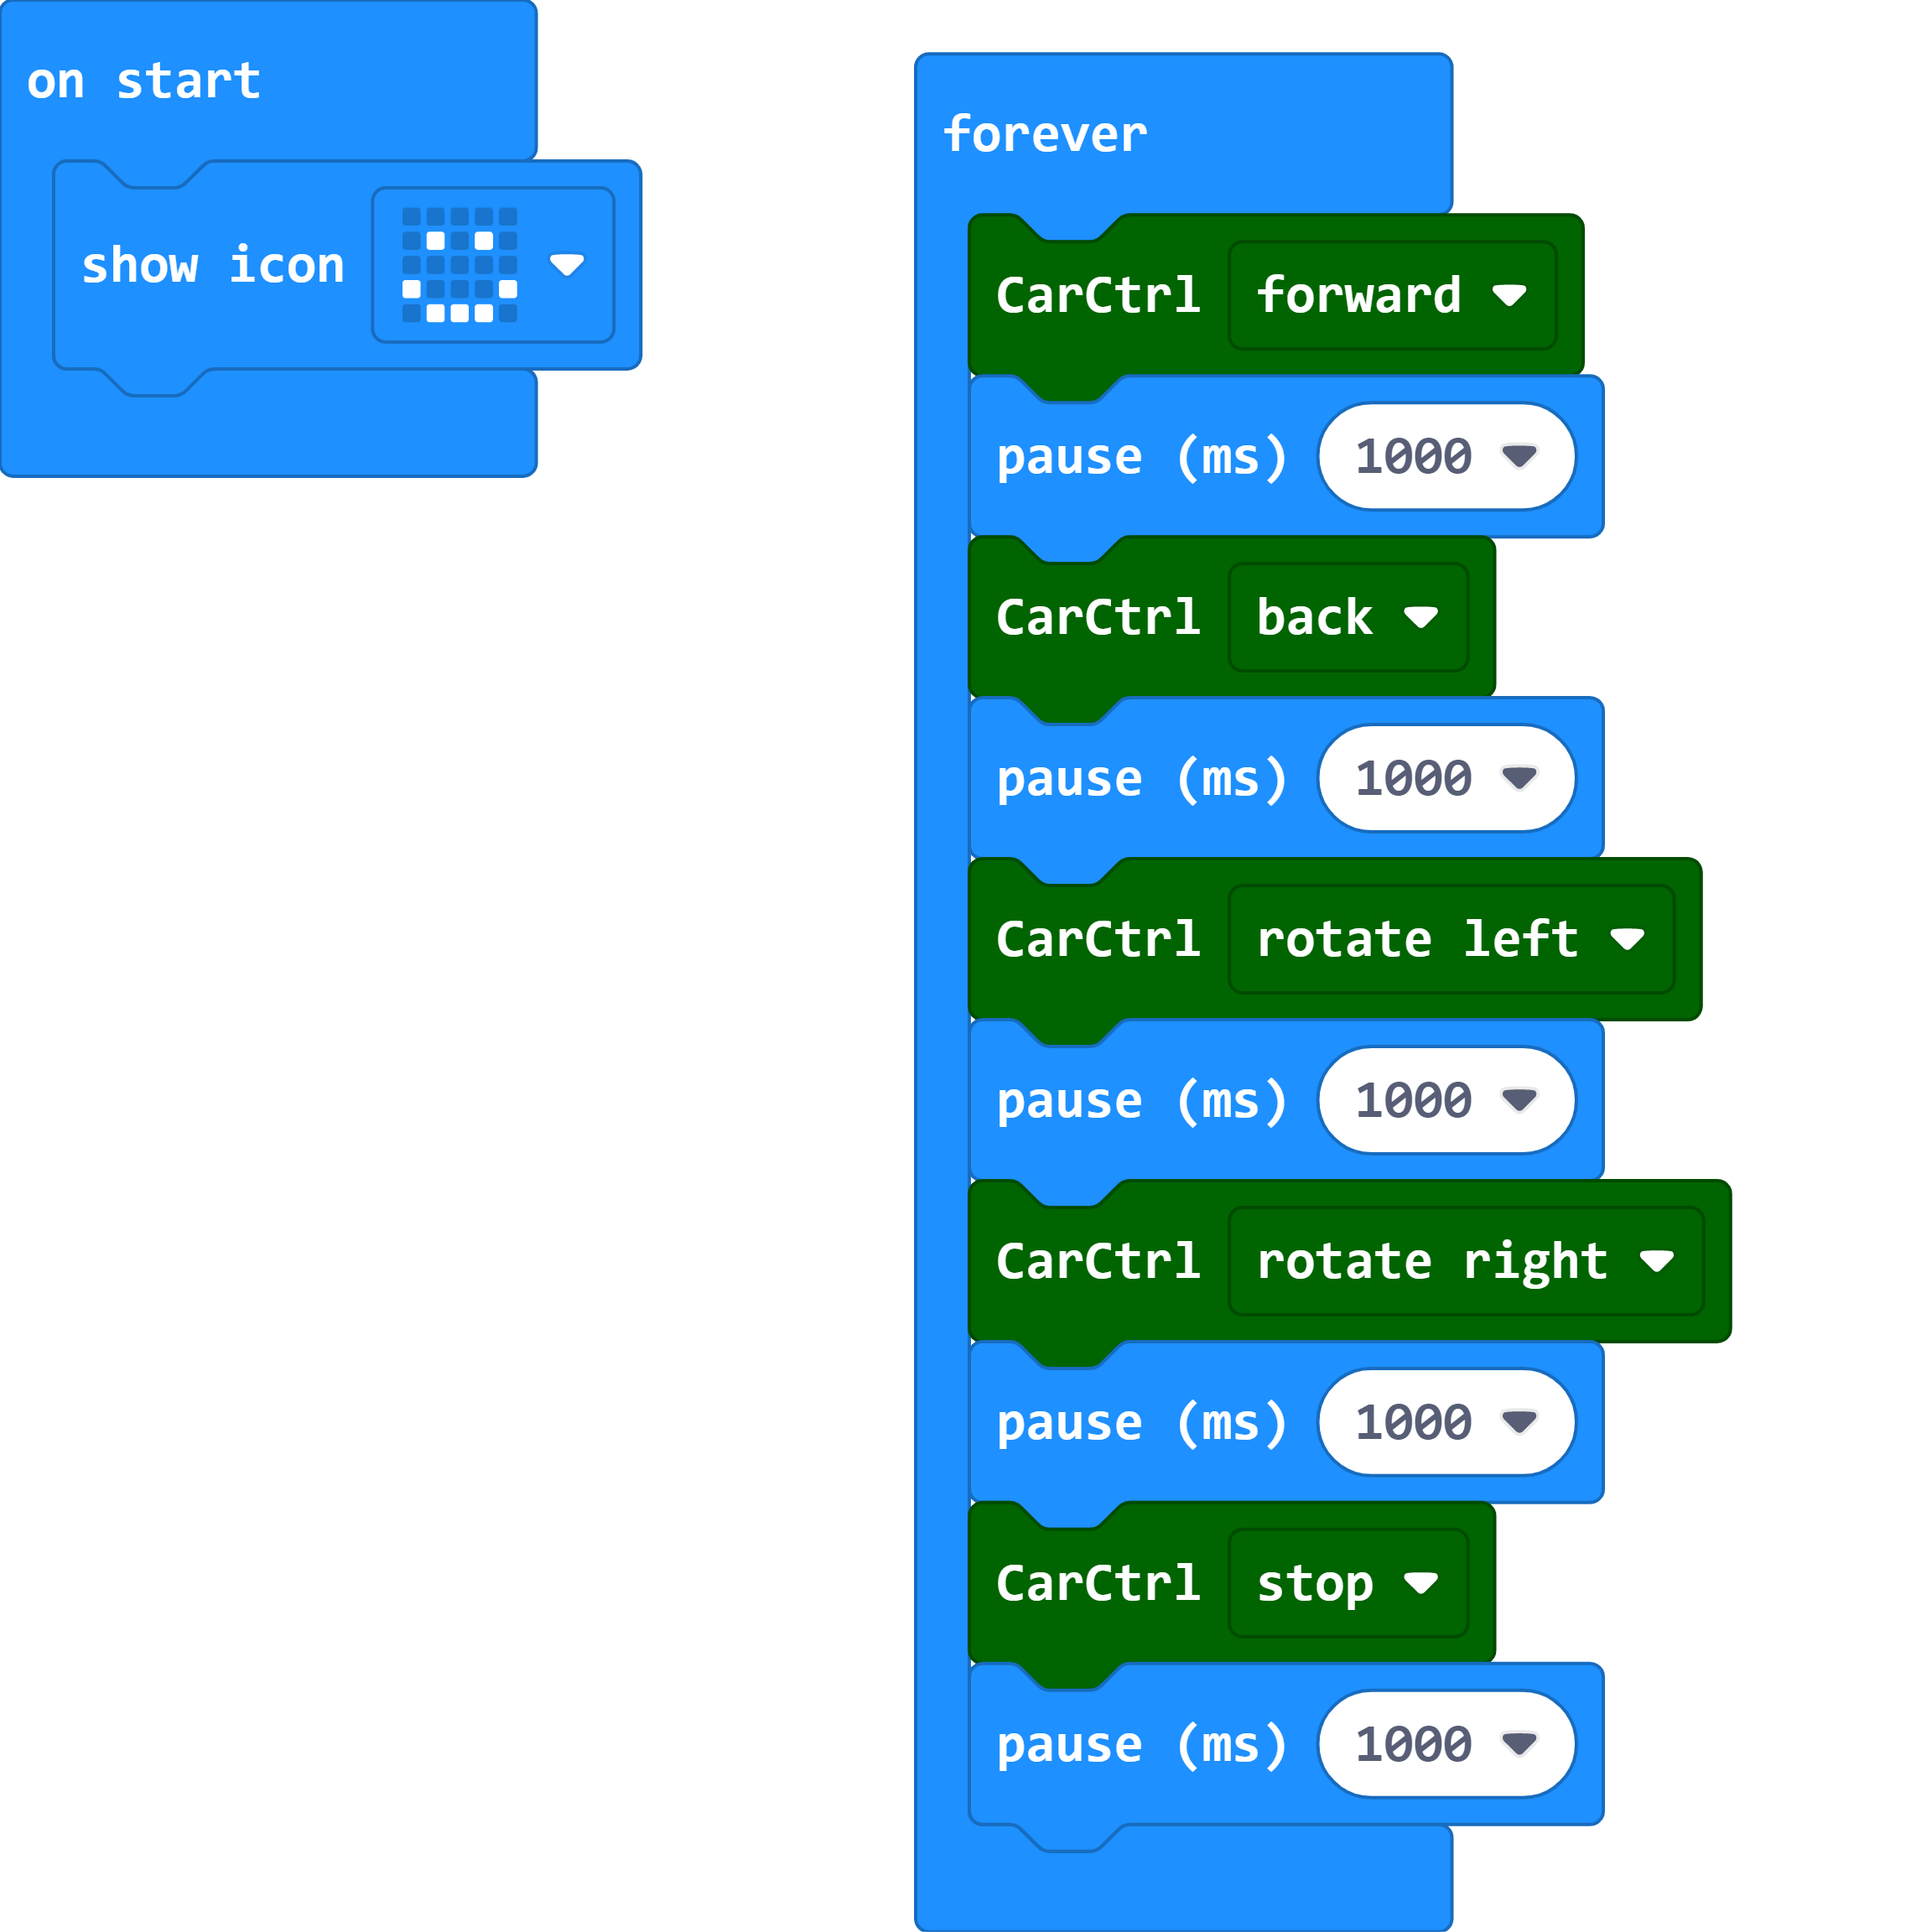 on start
show icon
forever
CarCtrl forward
pause (ms) 1000
CarCtrl back
pause (ms) 1000
CarCtrl rotate left
pause (ms) 1000
CarCtrl rotate right
pause (ms) 1000
CarCtrl stop
pause (ms) 1000